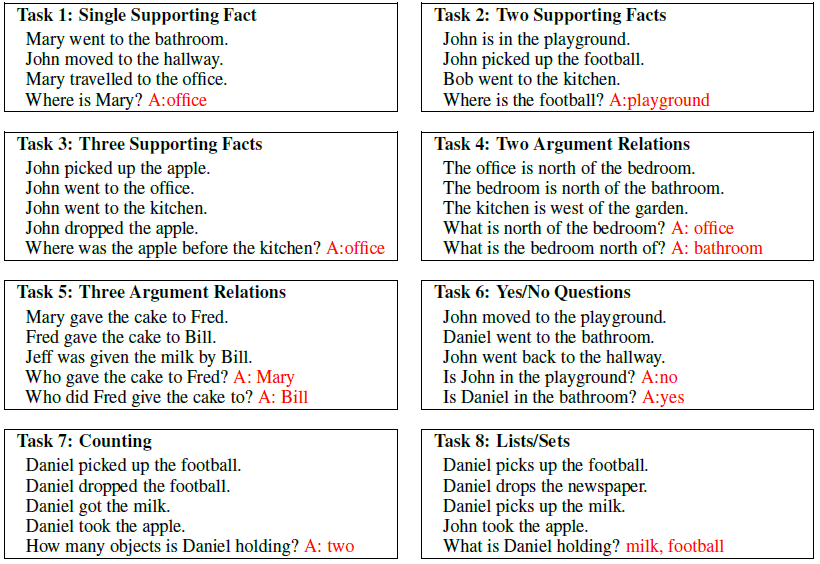 Task 1: Single Supporting Fact
Mary went to the bathroom.
John moved to the hallway.
Mary travelled to the office.
Where is Mary? A:office
Task 2: Two Supporting Facts
John is in the playground.
John picked up the football.
Bob went to the kitchen.
Where is the football? A:playground
Task 3: Three Supporting Facts
John picked up the apple.
John went to the office.
John went to the kitchen.
John dropped the apple.
Where was the apple before the kitchen? A:office
Task 4: Two Argument Relations
The office is north of the bedroom.
The bedroom is north of the bathroom.
The kitchen is west of the garden.
What is north of the bedroom? A: office
What is the bedroom north of? A: bathroom
Task 5: Three Argument Relations
Mary gave the cake to Fred.
Fred gave the cake to Bill.
Jeff was given the milk by Bill.
Who gave the cake to Fred? A: Mary
Who did Fred give the cake to? A: Bill
Task 6: Yes/No Questions
John moved to the playground.
Daniel went to the bathroom.
John went back to the hallway.
Is John in the playground? A:no
Is Daniel in the bathroom? A:yes
Task 7: Counting
Daniel picked up the football.
Daniel dropped the football.
Daniel got the milk.
Daniel took the apple.
How many objects is Daniel holding? A: two
Task 8: Lists/Sets
Daniel picks up the football.
Daniel drops the newspaper.
Daniel picks up the milk.
John took the apple.
What is Daniel holding? milk, football